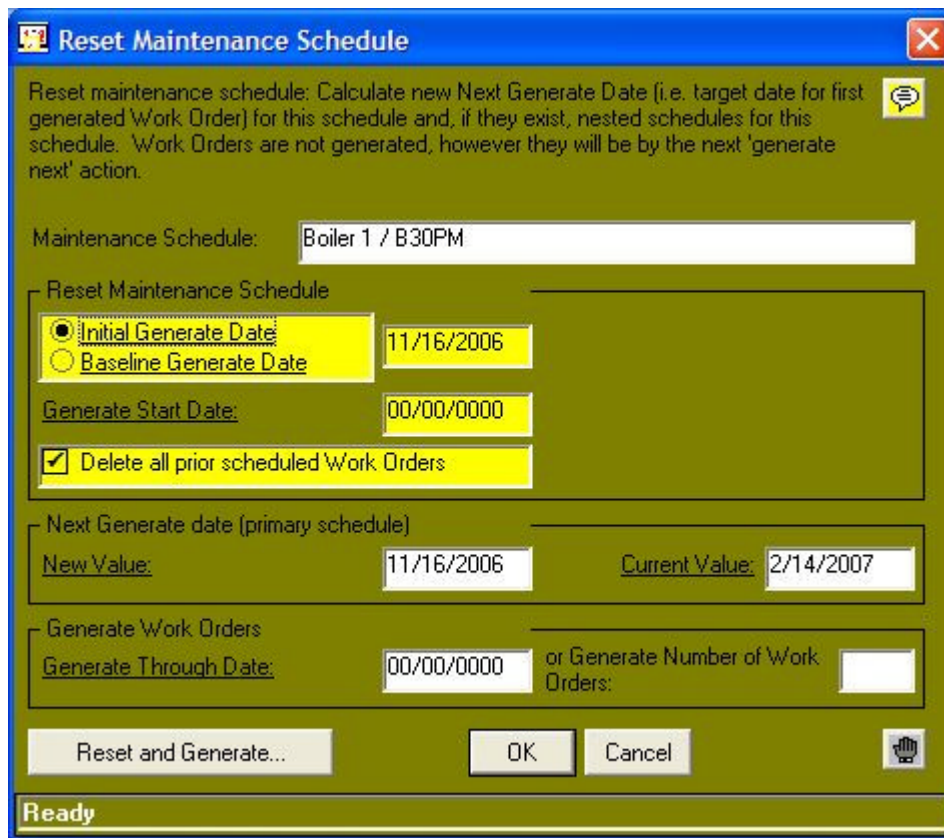 Reset Maintenance Schedule
Reset maintenance schedule: Calculate new Next Generate Date (i.e. target date for first
generated Work Order) for this schedule and, if they exist, nested schedules for this
schedule. Work Orders are not generated, however they will be by the next 'generate
next' action.
Maintenance Schedule: Boiler 1 / B30PM
Reset Maintenance Schedule
Initial Generate Date 11/16/2006
Baseline Generate Date
Generate Start Date: 00/00/0000
Delete all prior scheduled Work Orders
Next Generate date (primary schedule)
New Value: 11/16/2006 Current Value: 2/14/2007
Generate Work Orders
Generate Through Date: 00/00/0000 or Generate Number of Work
Orders:
Reset and Generate... OK Cancel
Ready